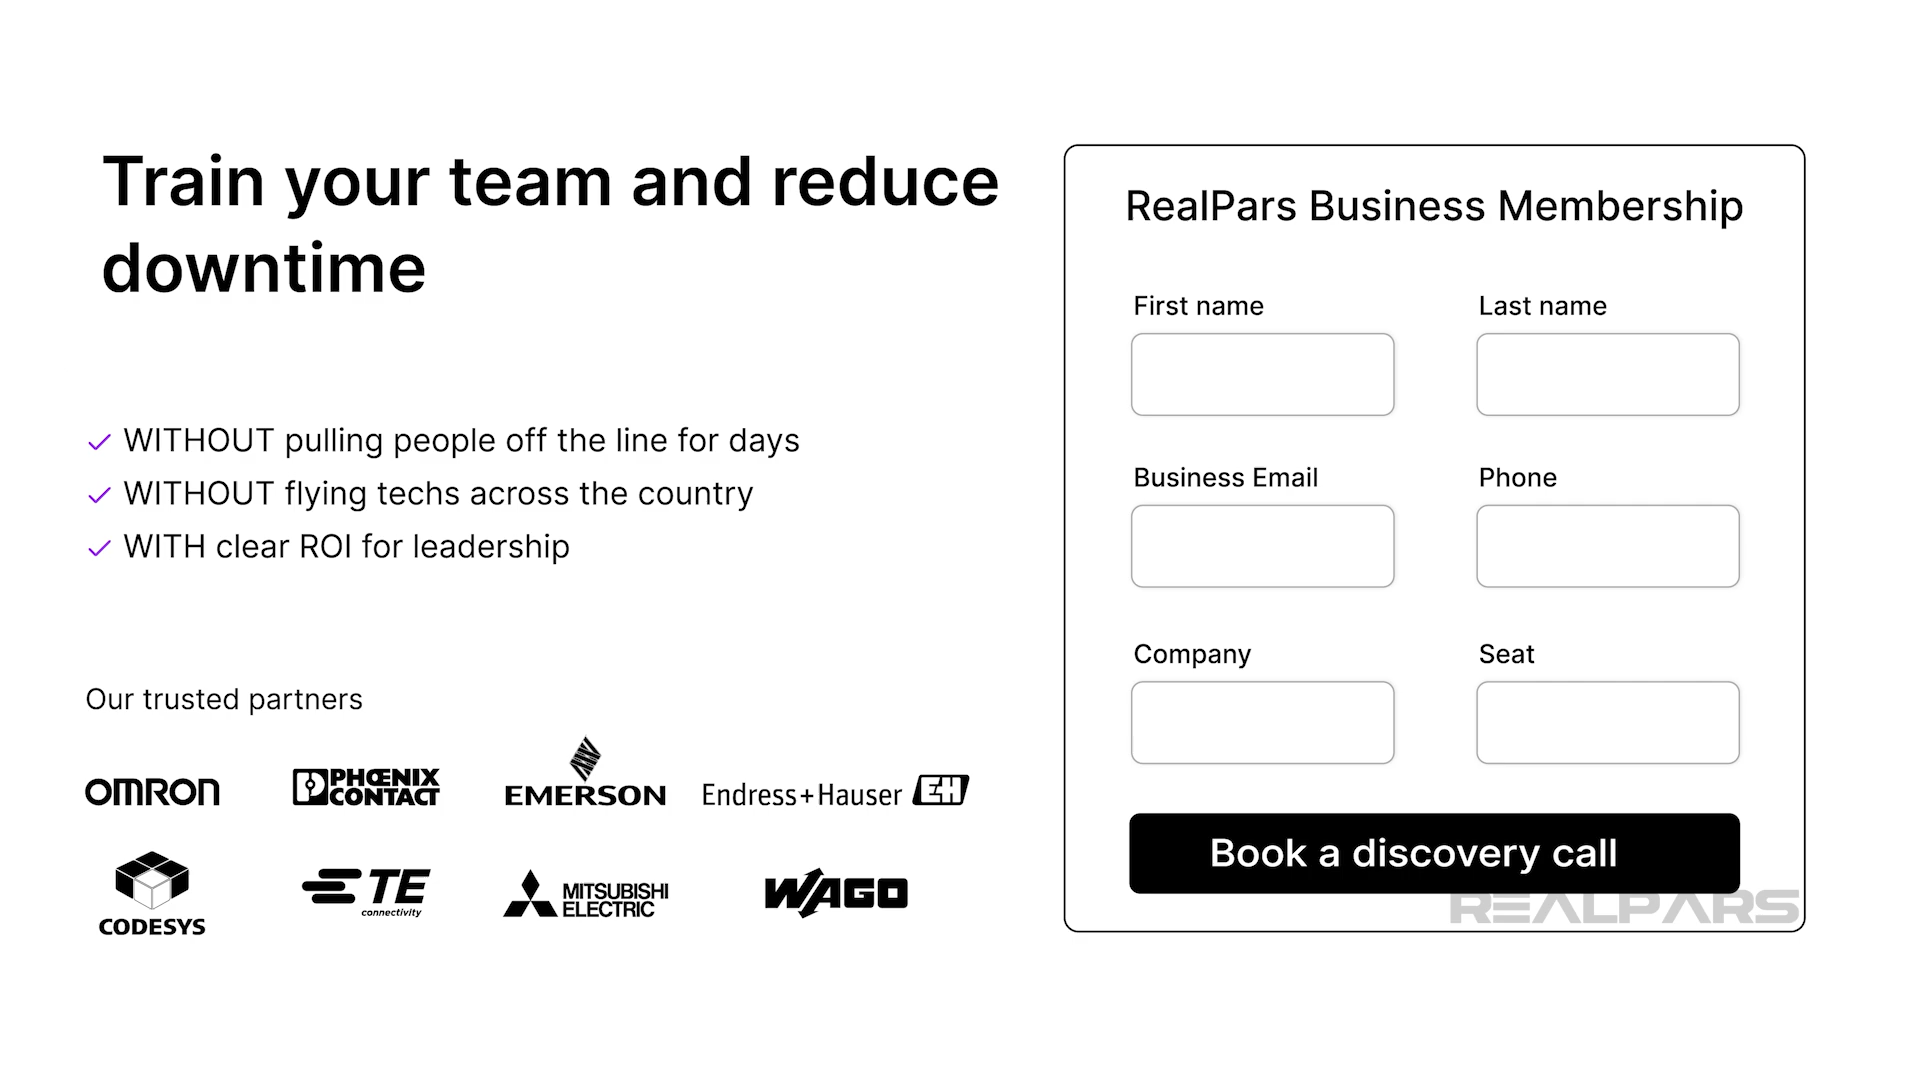 Train your team and reduce
downtime
WITHOUT pulling people off the line for days
WITHOUT flying techs across the country
WITH clear ROI for leadership
Our trusted partners
OMRON
PHŒNIX
CONTACT
EMERSON
Endress+Hauser EH
CODESYS
TE
connectivity
MITSUBISHI
ELECTRIC
WAGO
RealPars Business Membership
First name
Last name
Business Email
Phone
Company
Seat
Book a discovery call
REALPARS